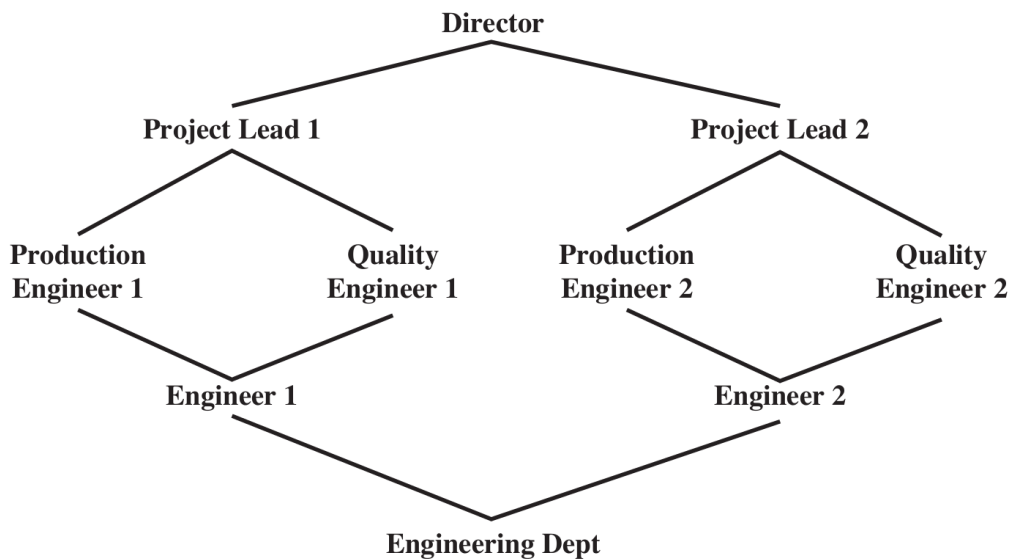 Director
Project Lead 1
Project Lead 2
Production
Engineer 1
Quality
Engineer 1
Production
Engineer 2
Quality
Engineer 2
Engineer 1
Engineer 2
Engineering Dept